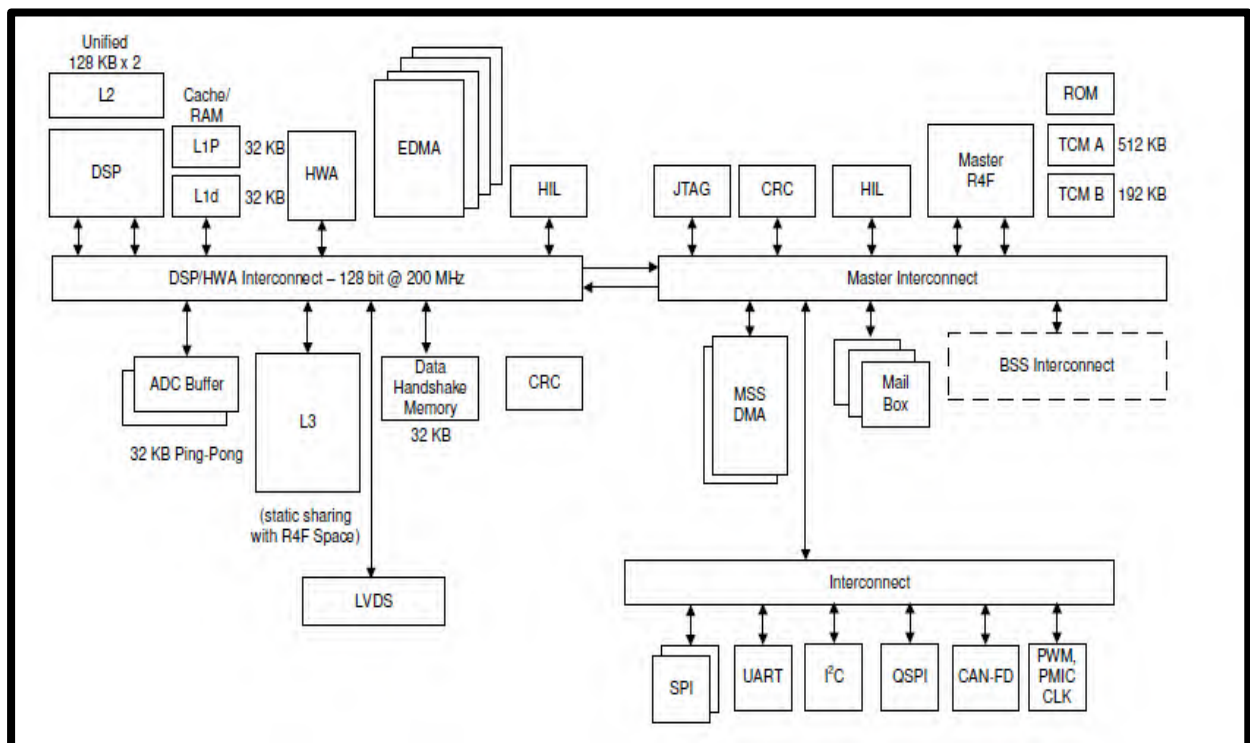 Unified
128 KB x 2
L2
Cache/
RAM
DSP
L1P
32 KB
L1d
32 KB
HWA
EDMA
HIL
JTAG
CRC
HIL
Master
R4F
ROM
TCM A
512 KB
TCM B
192 KB
DSP/HWA Interconnect – 128 bit @ 200 MHz
Master Interconnect
ADC Buffer
32 KB Ping-Pong
L3
(static sharing
with R4F Space)
Data
Handshake
Memory
32 KB
CRC
LVDS
MSS
DMA
Mail
Box
BSS Interconnect
Interconnect
SPI
UART
I²C
QSPI
CAN-FD
PWM,
PMIC
CLK